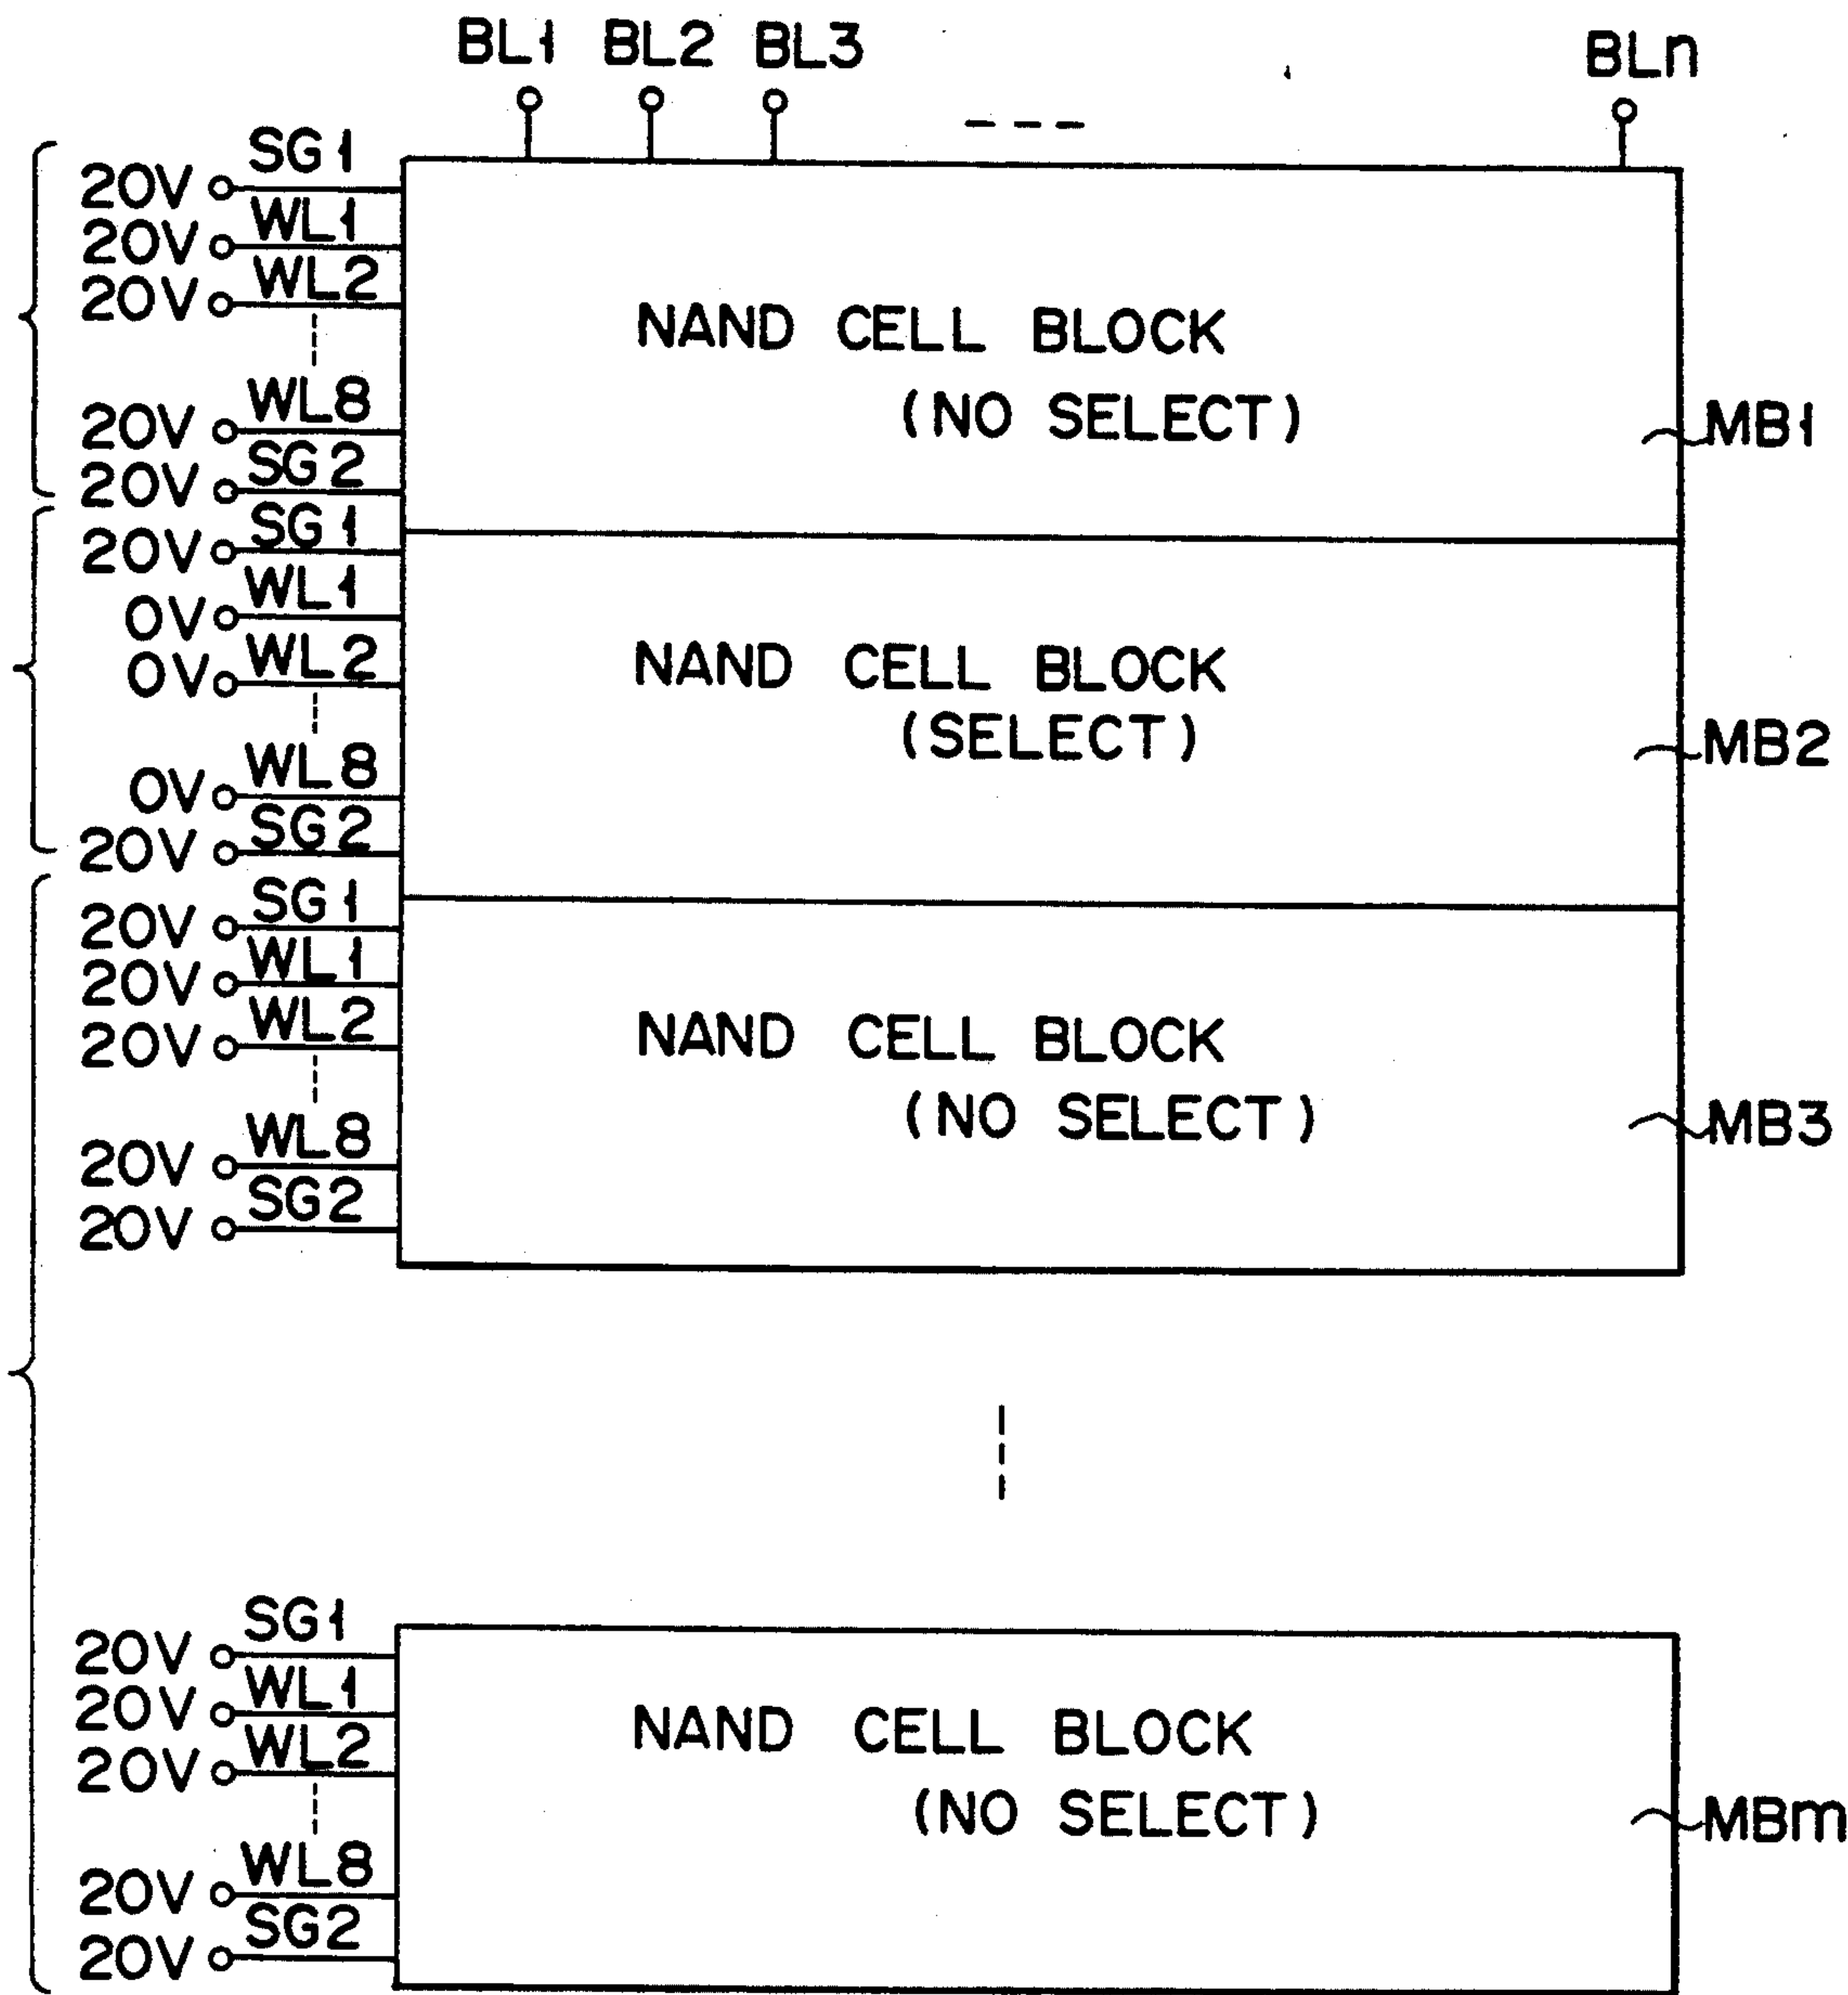 BL1 BL2 BL3 BLn
20V SG1
20V WL1
20V WL2
NAND CELL BLOCK
(NO SELECT)
20V WL8
MB1
20V SG2
20V SG1
0V WL1
0V WL2
NAND CELL BLOCK
(SELECT)
MB2
0V WL8
20V SG2
20V SG1
20V WL1
20V WL2
NAND CELL BLOCK
(NO SELECT)
MB3
20V WL8
20V SG2
20V SG1
20V WL1
20V WL2
NAND CELL BLOCK
(NO SELECT)
MBm
20V WL8
20V SG2